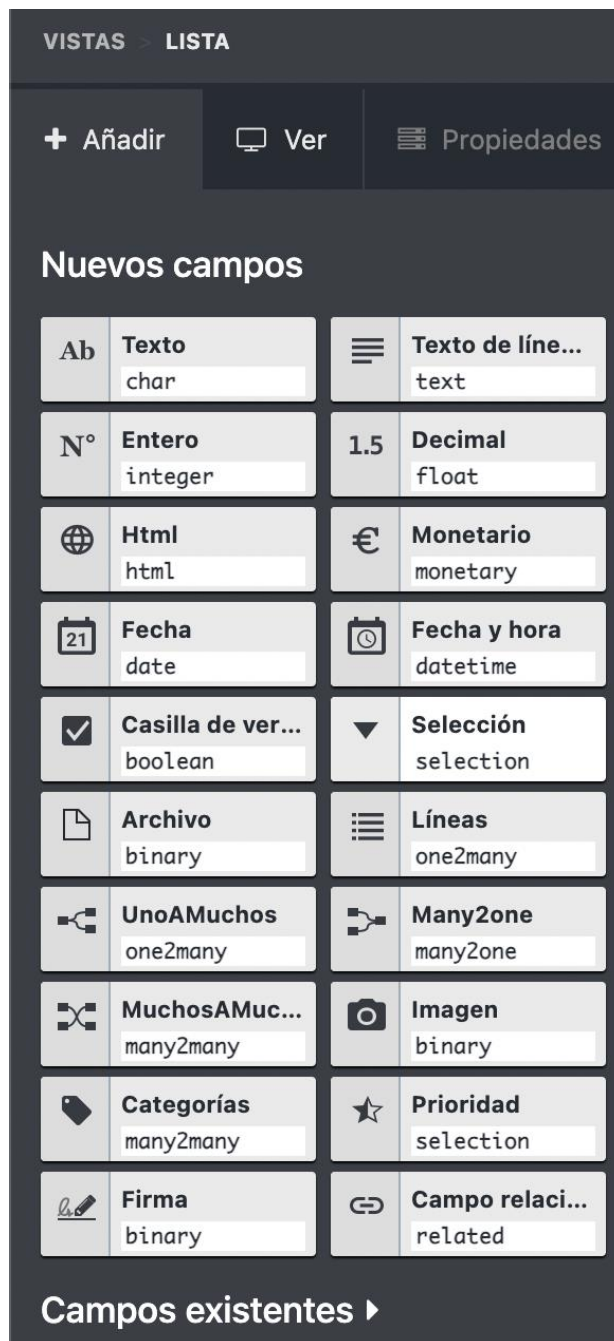 VISTAS > LISTA
Añadir
Ver
Propiedades
Nuevos campos
Ab Texto
char
Texto de líne...
text
N° Entero
integer
1.5 Decimal
float
Html
html
€ Monetario
monetary
21 Fecha
date
Fecha y hora
datetime
Casilla de ver...
boolean
Selección
selection
Archivo
binary
Líneas
one2many
UnoAMuchos
one2many
Many2one
many2one
MuchosAMuc...
many2many
Imagen
binary
Categorías
many2many
Prioridad
selection
Firma
binary
Campo relaci...
related
Campos existentes